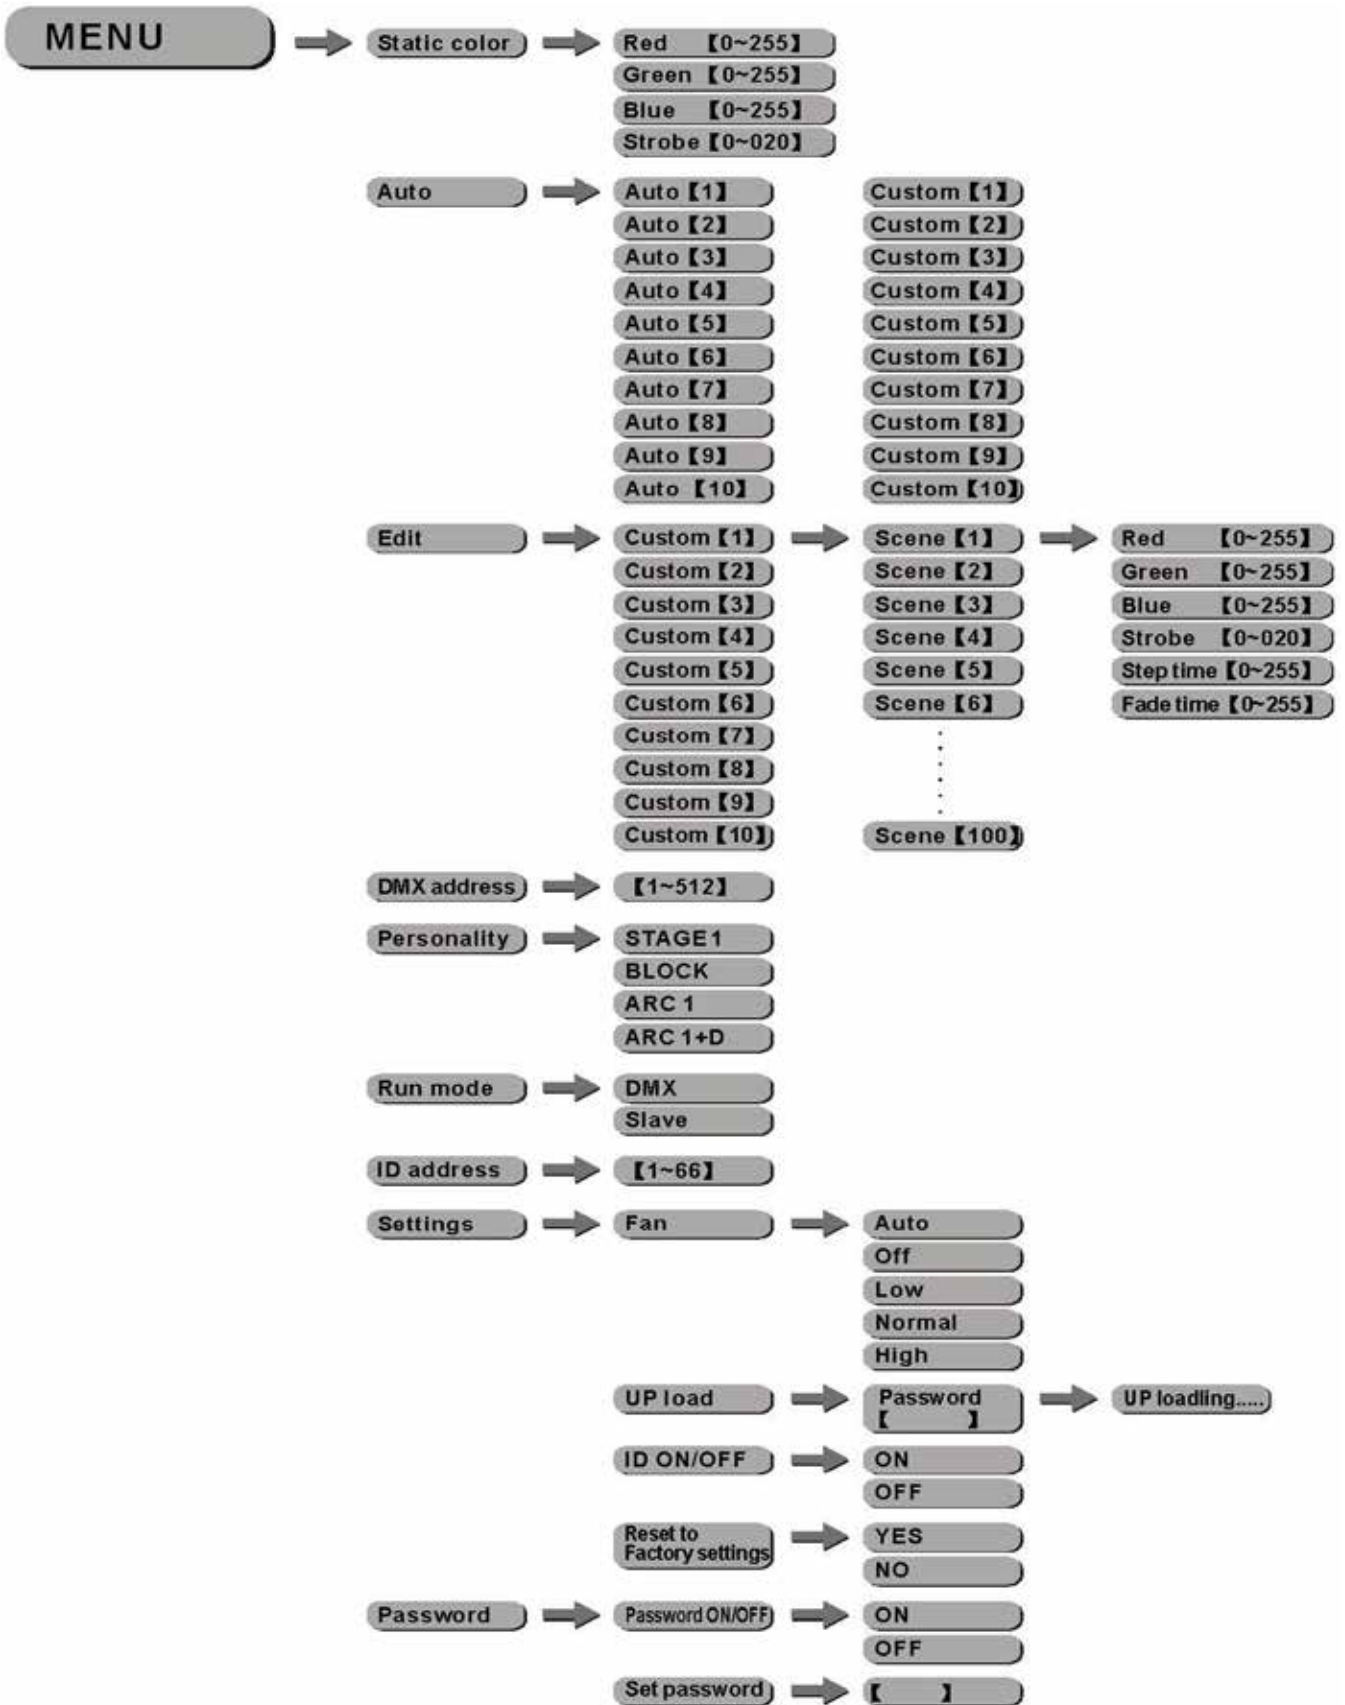 MENU
Static color
Red 【0~255】
Green 【0~255】
Blue 【0~255】
Strobe【0~020】
Auto
Auto【1】 Custom【1】
Auto【2】 Custom【2】
Auto【3】 Custom【3】
Auto【4】 Custom【4】
Auto【5】 Custom【5】
Auto【6】 Custom【6】
Auto【7】 Custom【7】
Auto【8】 Custom【8】
Auto【9】 Custom【9】
Auto 【10】 Custom【10】
Edit
Custom【1】 Scene【1】 Red 【0~255】
Custom【2】 Scene【2】 Green 【0~255】
Custom【3】 Scene【3】 Blue 【0~255】
Custom【4】 Scene【4】 Strobe 【0~020】
Custom【5】 Scene【5】 Step time【0~255】
Custom【6】 Scene【6】 Fade time【0~255】
Custom【7】
Custom【8】
Custom【9】
Custom【10】 Scene【100】
DMX address
【1~512】
Personality
STAGE1
BLOCK
ARC 1
ARC 1+D
Run mode
DMX
Slave
ID address
【1~66】
Settings
Fan
Auto
Off
Low
Normal
High
UP load
Password
【 】
UP loadling.....
ID ON/OFF
ON
OFF
Reset to
Factory settings
YES
NO
Password
Password ON/OFF
ON
OFF
Set password
【 】